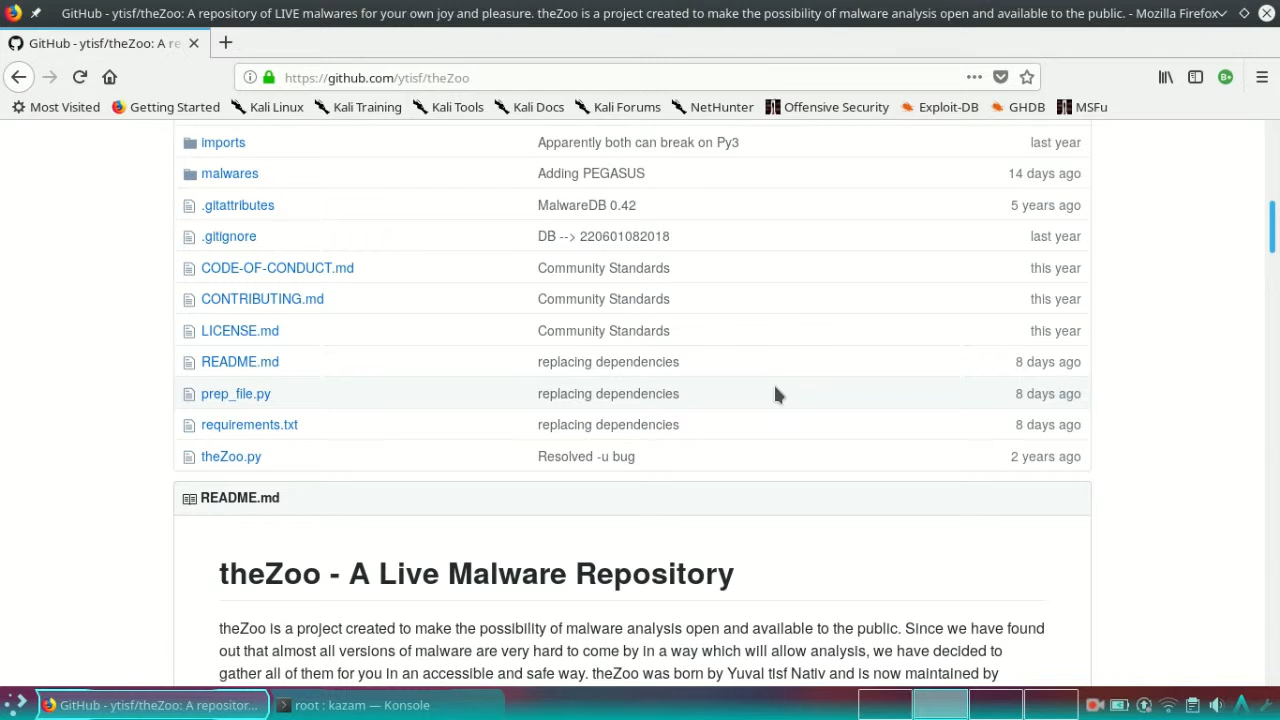 GitHub - ytisf/theZoo: A repository of LIVE malwares for your own joy and pleasure. theZoo is a project created to make the possibility of malware analysis open and available to the public. - Mozilla Firefox
GitHub - ytisf/theZoo: A re
https://github.com/ytisf/theZoo
Most Visited Getting Started Kali Linux Kali Training Kali Tools Kali Docs Kali Forums NetHunter Offensive Security Exploit-DB GHDB MSFu
imports Apparently both can break on Py3 last year
malwares Adding PEGASUS 14 days ago
.gitattributes MalwareDB 0.42 5 years ago
.gitignore DB --> 220601082018 last year
CODE-OF-CONDUCT.md Community Standards this year
CONTRIBUTING.md Community Standards this year
LICENSE.md Community Standards this year
README.md replacing dependencies 8 days ago
prep_file.py replacing dependencies 8 days ago
requirements.txt replacing dependencies 8 days ago
theZoo.py Resolved -u bug 2 years ago
README.md
theZoo - A Live Malware Repository
theZoo is a project created to make the possibility of malware analysis open and available to the public. Since we have found
out that almost all versions of malware are very hard to come by in a way which will allow analysis, we have decided to
gather all of them for you in an accessible and safe way. theZoo was born by Yuval tisf Nativ and is now maintained by
GitHub - ytisf/theZoo: A repositor... root : kazam — Konsole